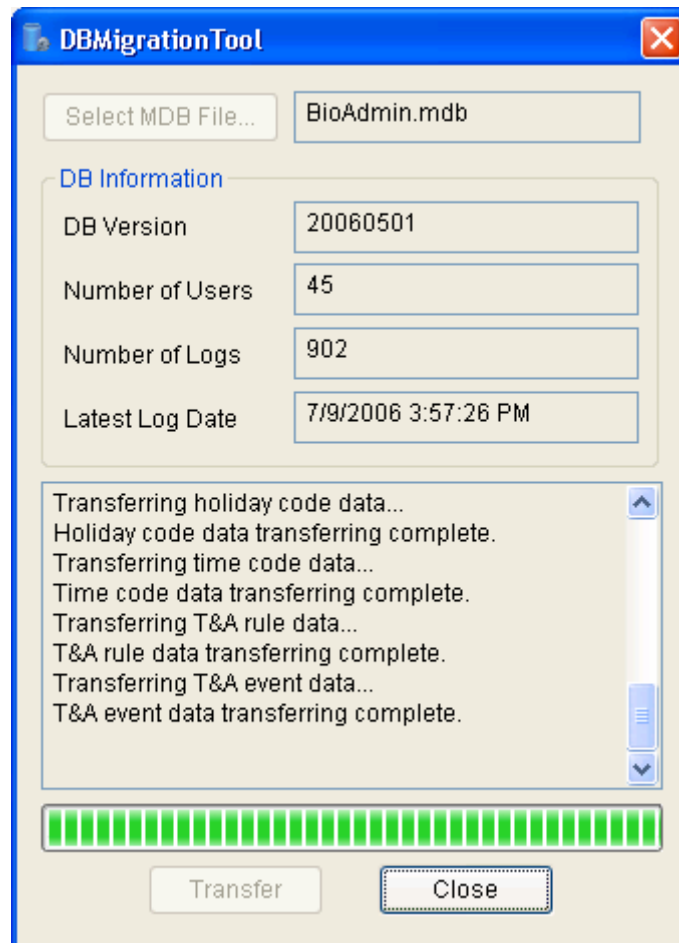 DBMigrationTool
Select MDB File... BioAdmin.mdb
DB Information
DB Version 20060501
Number of Users 45
Number of Logs 902
Latest Log Date 7/9/2006 3:57:26 PM
Transferring holiday code data...
Holiday code data transferring complete.
Transferring time code data...
Time code data transferring complete.
Transferring T&A rule data...
T&A rule data transferring complete.
Transferring T&A event data...
T&A event data transferring complete.
Transfer Close